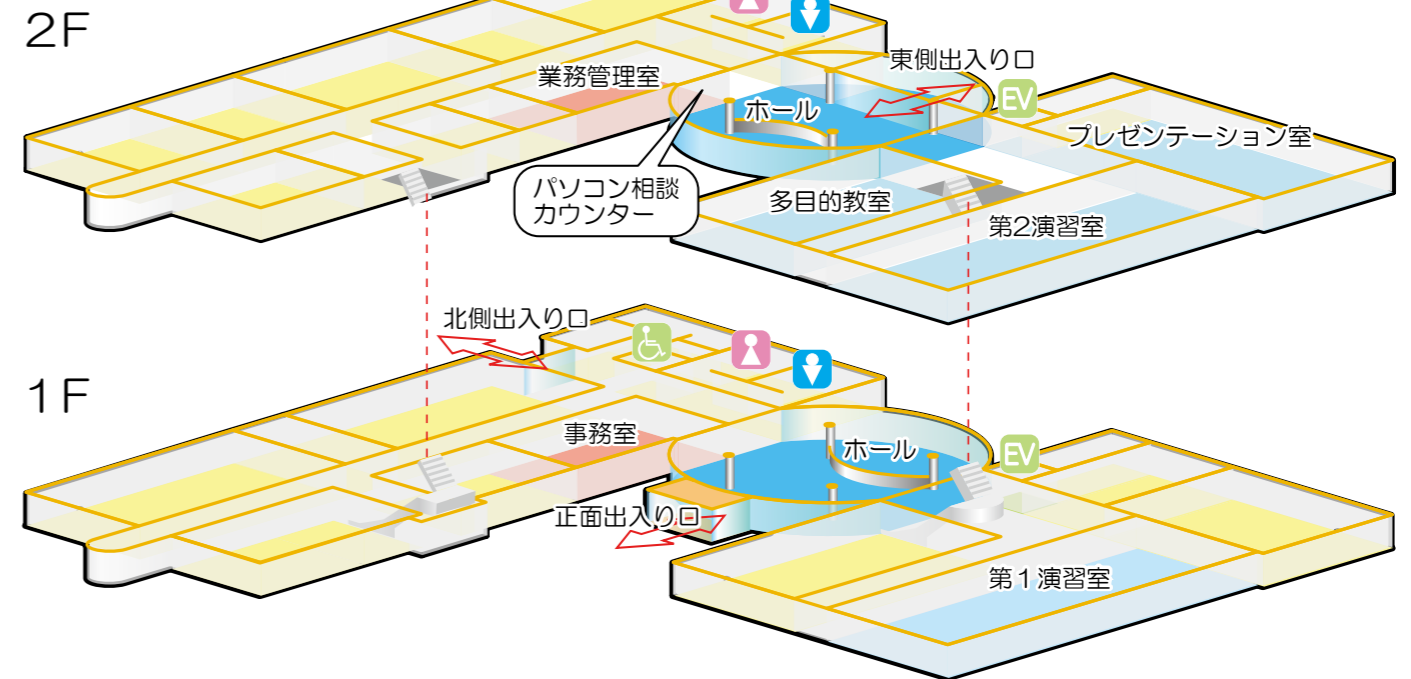 2F
業務管理室
東側出入り口
EV
ホール
プレゼンテーション室
パソコン相談
カウンター
多目的教室
第2演習室
北側出入り口
1F
事務室
ホール
EV
正面出入り口
第1演習室